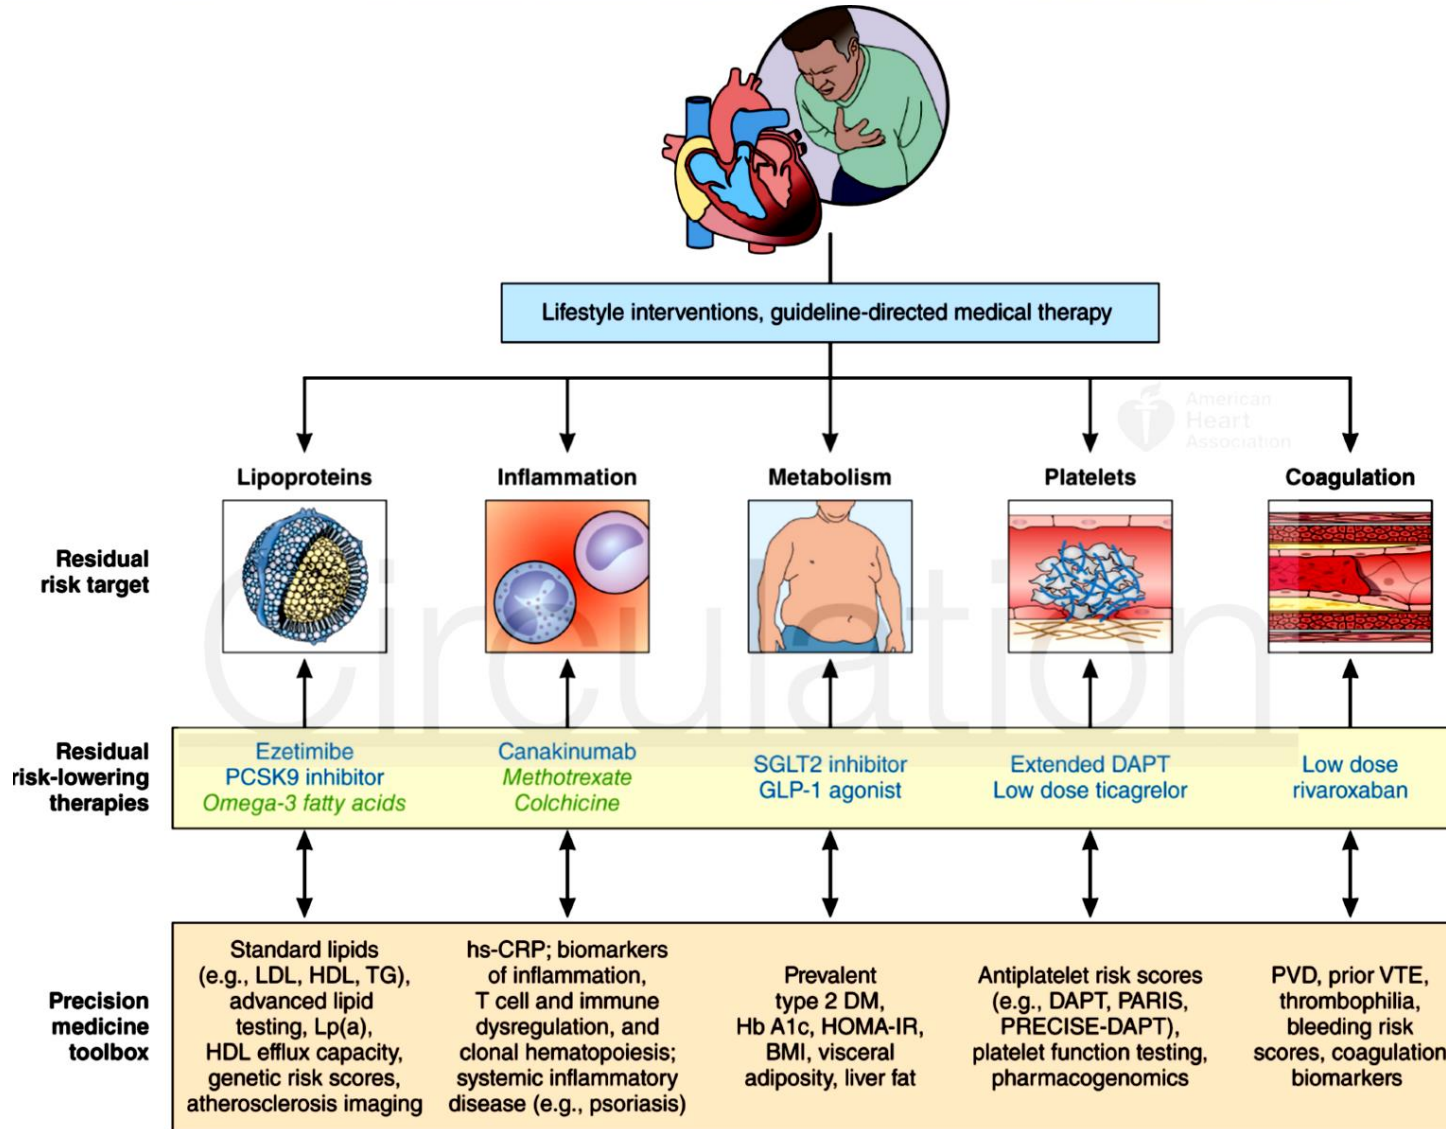 Lifestyle interventions, guideline-directed medical therapy
American
Heart
Association
Lipoproteins
Inflammation
Metabolism
Platelets
Coagulation
Residual
risk target
Circulation
Residual
risk-lowering
therapies
Ezetimibe
PCSK9 inhibitor
Omega-3 fatty acids
Canakinumab
Methotrexate
Colchicine
SGLT2 inhibitor
GLP-1 agonist
Extended DAPT
Low dose ticagrelor
Low dose
rivaroxaban
Precision
medicine
toolbox
Standard lipids
(e.g., LDL, HDL, TG),
advanced lipid
testing, Lp(a),
HDL efflux capacity,
genetic risk scores,
atherosclerosis imaging
hs-CRP; biomarkers
of inflammation,
T cell and immune
dysregulation, and
clonal hematopoiesis;
systemic inflammatory
disease (e.g., psoriasis)
Prevalent
type 2 DM,
Hb A1c, HOMA-IR,
BMI, visceral
adiposity, liver fat
Antiplatelet risk scores
(e.g., DAPT, PARIS,
PRECISE-DAPT),
platelet function testing,
pharmacogenomics
PVD, prior VTE,
thrombophilia,
bleeding risk
scores, coagulation
biomarkers